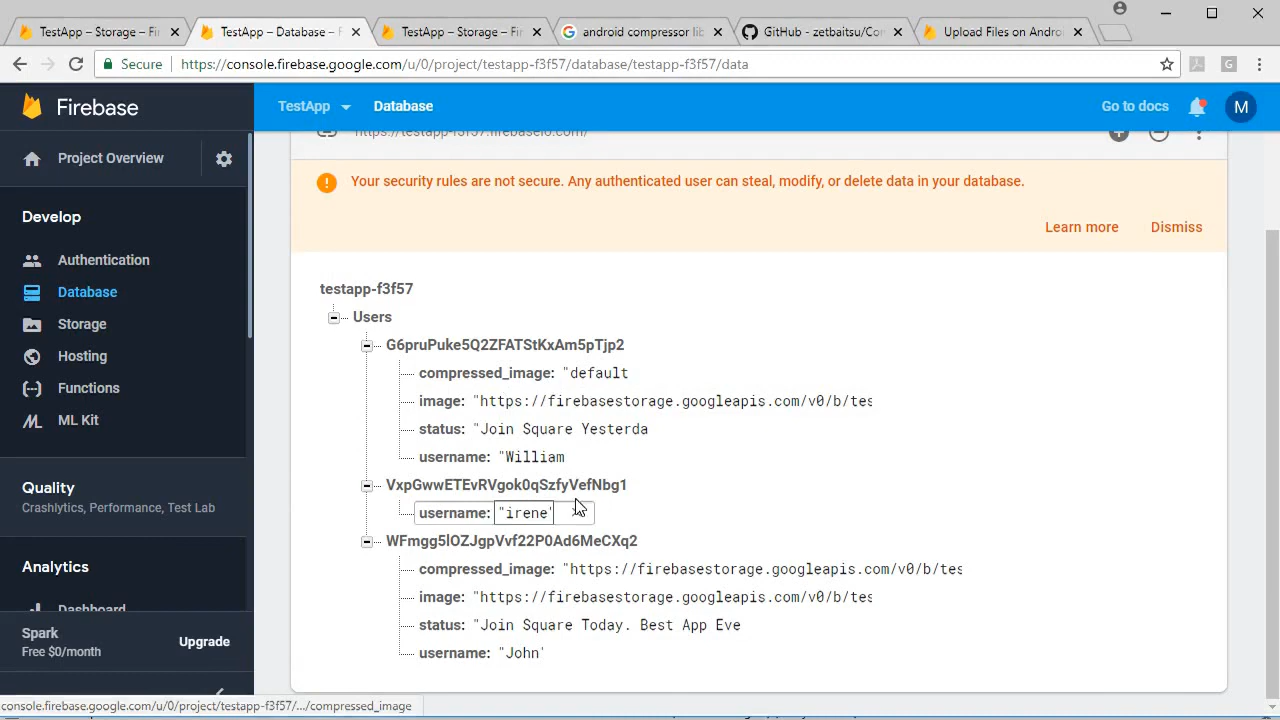 TestApp – Storage – Fi
TestApp – Database – F
TestApp – Storage – Fi
android compressor lib
GitHub - zetbaitsu/Co
Upload Files on Andro
Secure
https://console.firebase.google.com/u/0/project/testapp-f3f57/database/testapp-f3f57/data
G
Firebase
TestApp
Database
Go to docs
M
Project Overview
https://testapp-f3f57.firebaseio.com/
Your security rules are not secure. Any authenticated user can steal, modify, or delete data in your database.
Learn more
Dismiss
Develop
Authentication
Database
Storage
Hosting
Functions
ML Kit
Quality
Crashlytics, Performance, Test Lab
Analytics
Dashboard
Spark
Free $0/month
Upgrade
testapp-f3f57
Users
G6pruPuke5Q2ZFATStKxAm5pTjp2
compressed_image: "default
image: "https://firebasestorage.googleapis.com/v0/b/tes
status: "Join Square Yesterda
username: "William
VxpGwwETEvRVgok0qSzfyVefNbg1
username: "irene"
WFmgg5lOZJgpVvf22P0Ad6MeCXq2
compressed_image: "https://firebasestorage.googleapis.com/v0/b/tes
image: "https://firebasestorage.googleapis.com/v0/b/tes
status: "Join Square Today. Best App Eve
username: "John"
console.firebase.google.com/u/0/project/testapp-f3f57/.../compressed_image